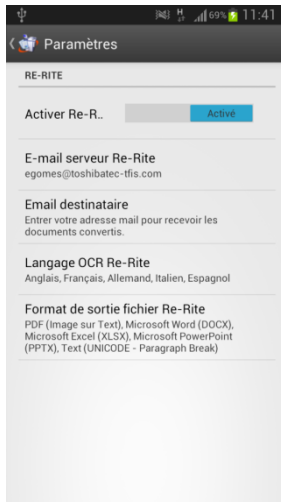 H 69% 11:41
Paramètres
RE-RITE
Activer Re-R.. Activé
E-mail serveur Re-Rite
egomes@toshibatec-tfis.com
Email destinataire
Entrer votre adresse mail pour recevoir les
documents convertis.
Langage OCR Re-Rite
Anglais, Français, Allemand, Italien, Espagnol
Format de sortie fichier Re-Rite
PDF (Image sur Text), Microsoft Word (DOCX),
Microsoft Excel (XLSX), Microsoft PowerPoint
(PPTX), Text (UNICODE - Paragraph Break)